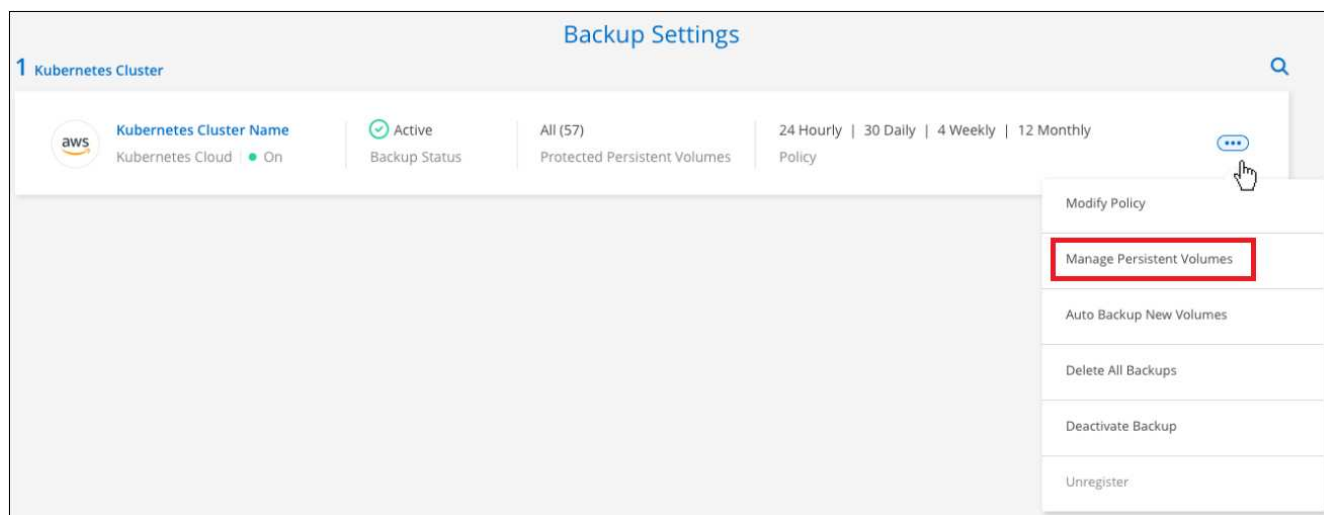 Backup Settings
1 Kubernetes Cluster
aws
Kubernetes Cluster Name
Kubernetes Cloud
On
Active
Backup Status
All (57)
Protected Persistent Volumes
24 Hourly | 30 Daily | 4 Weekly | 12 Monthly
Policy
Modify Policy
Manage Persistent Volumes
Auto Backup New Volumes
Delete All Backups
Deactivate Backup
Unregister